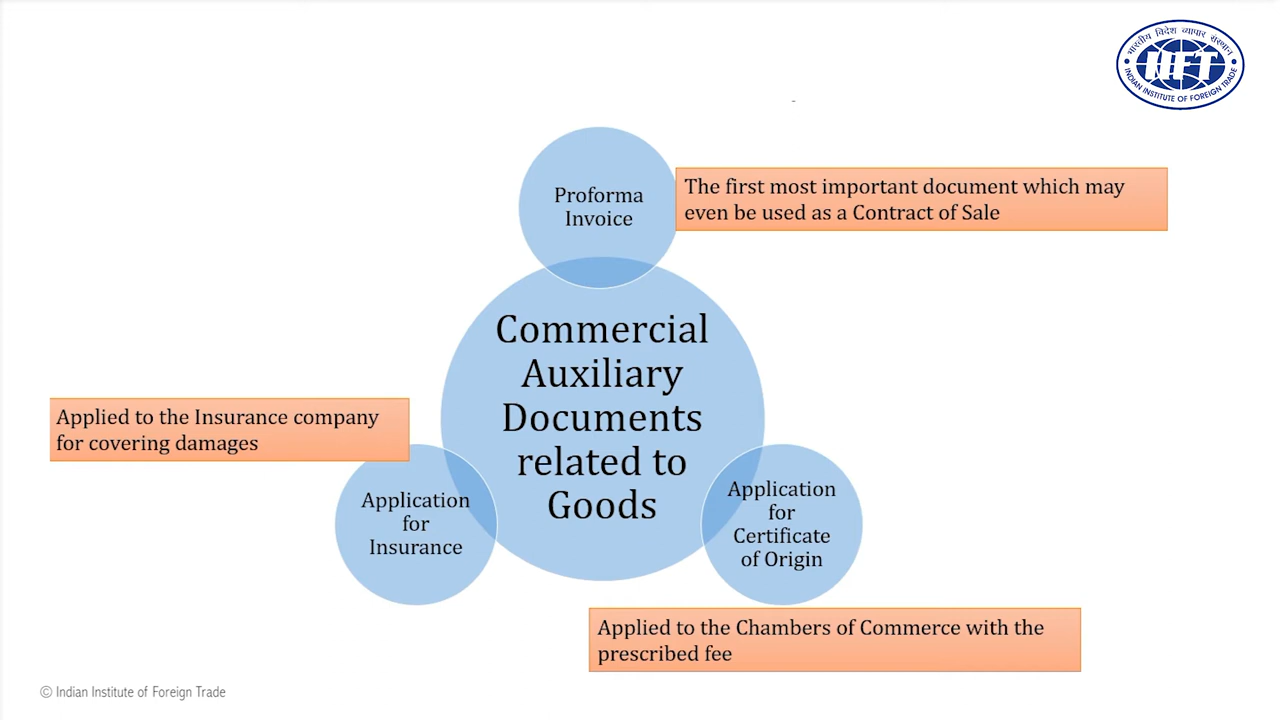 भारतीय विदेश व्यापार संस्थान
IIFT
INDIAN INSTITUTE OF FOREIGN TRADE
Proforma
Invoice
The first most important document which may
even be used as a Contract of Sale
Commercial
Auxiliary
Documents
related to
Goods
Applied to the Insurance company
for covering damages
Application
for
Insurance
Application
for
Certificate
of Origin
Applied to the Chambers of Commerce with the
prescribed fee
© Indian Institute of Foreign Trade